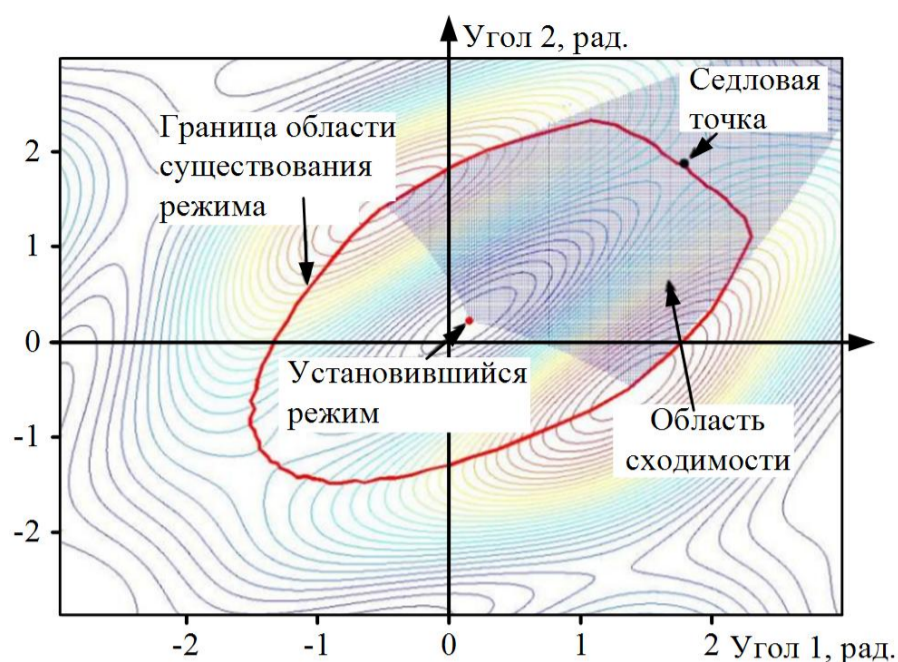 Угол 2, рад.
Седловая
точка
Граница области
существования
режима
2
1
0
-1
-2
Установившийся
режим
Область
сходимости
-2
-1
0
1
2
Угол 1, рад.